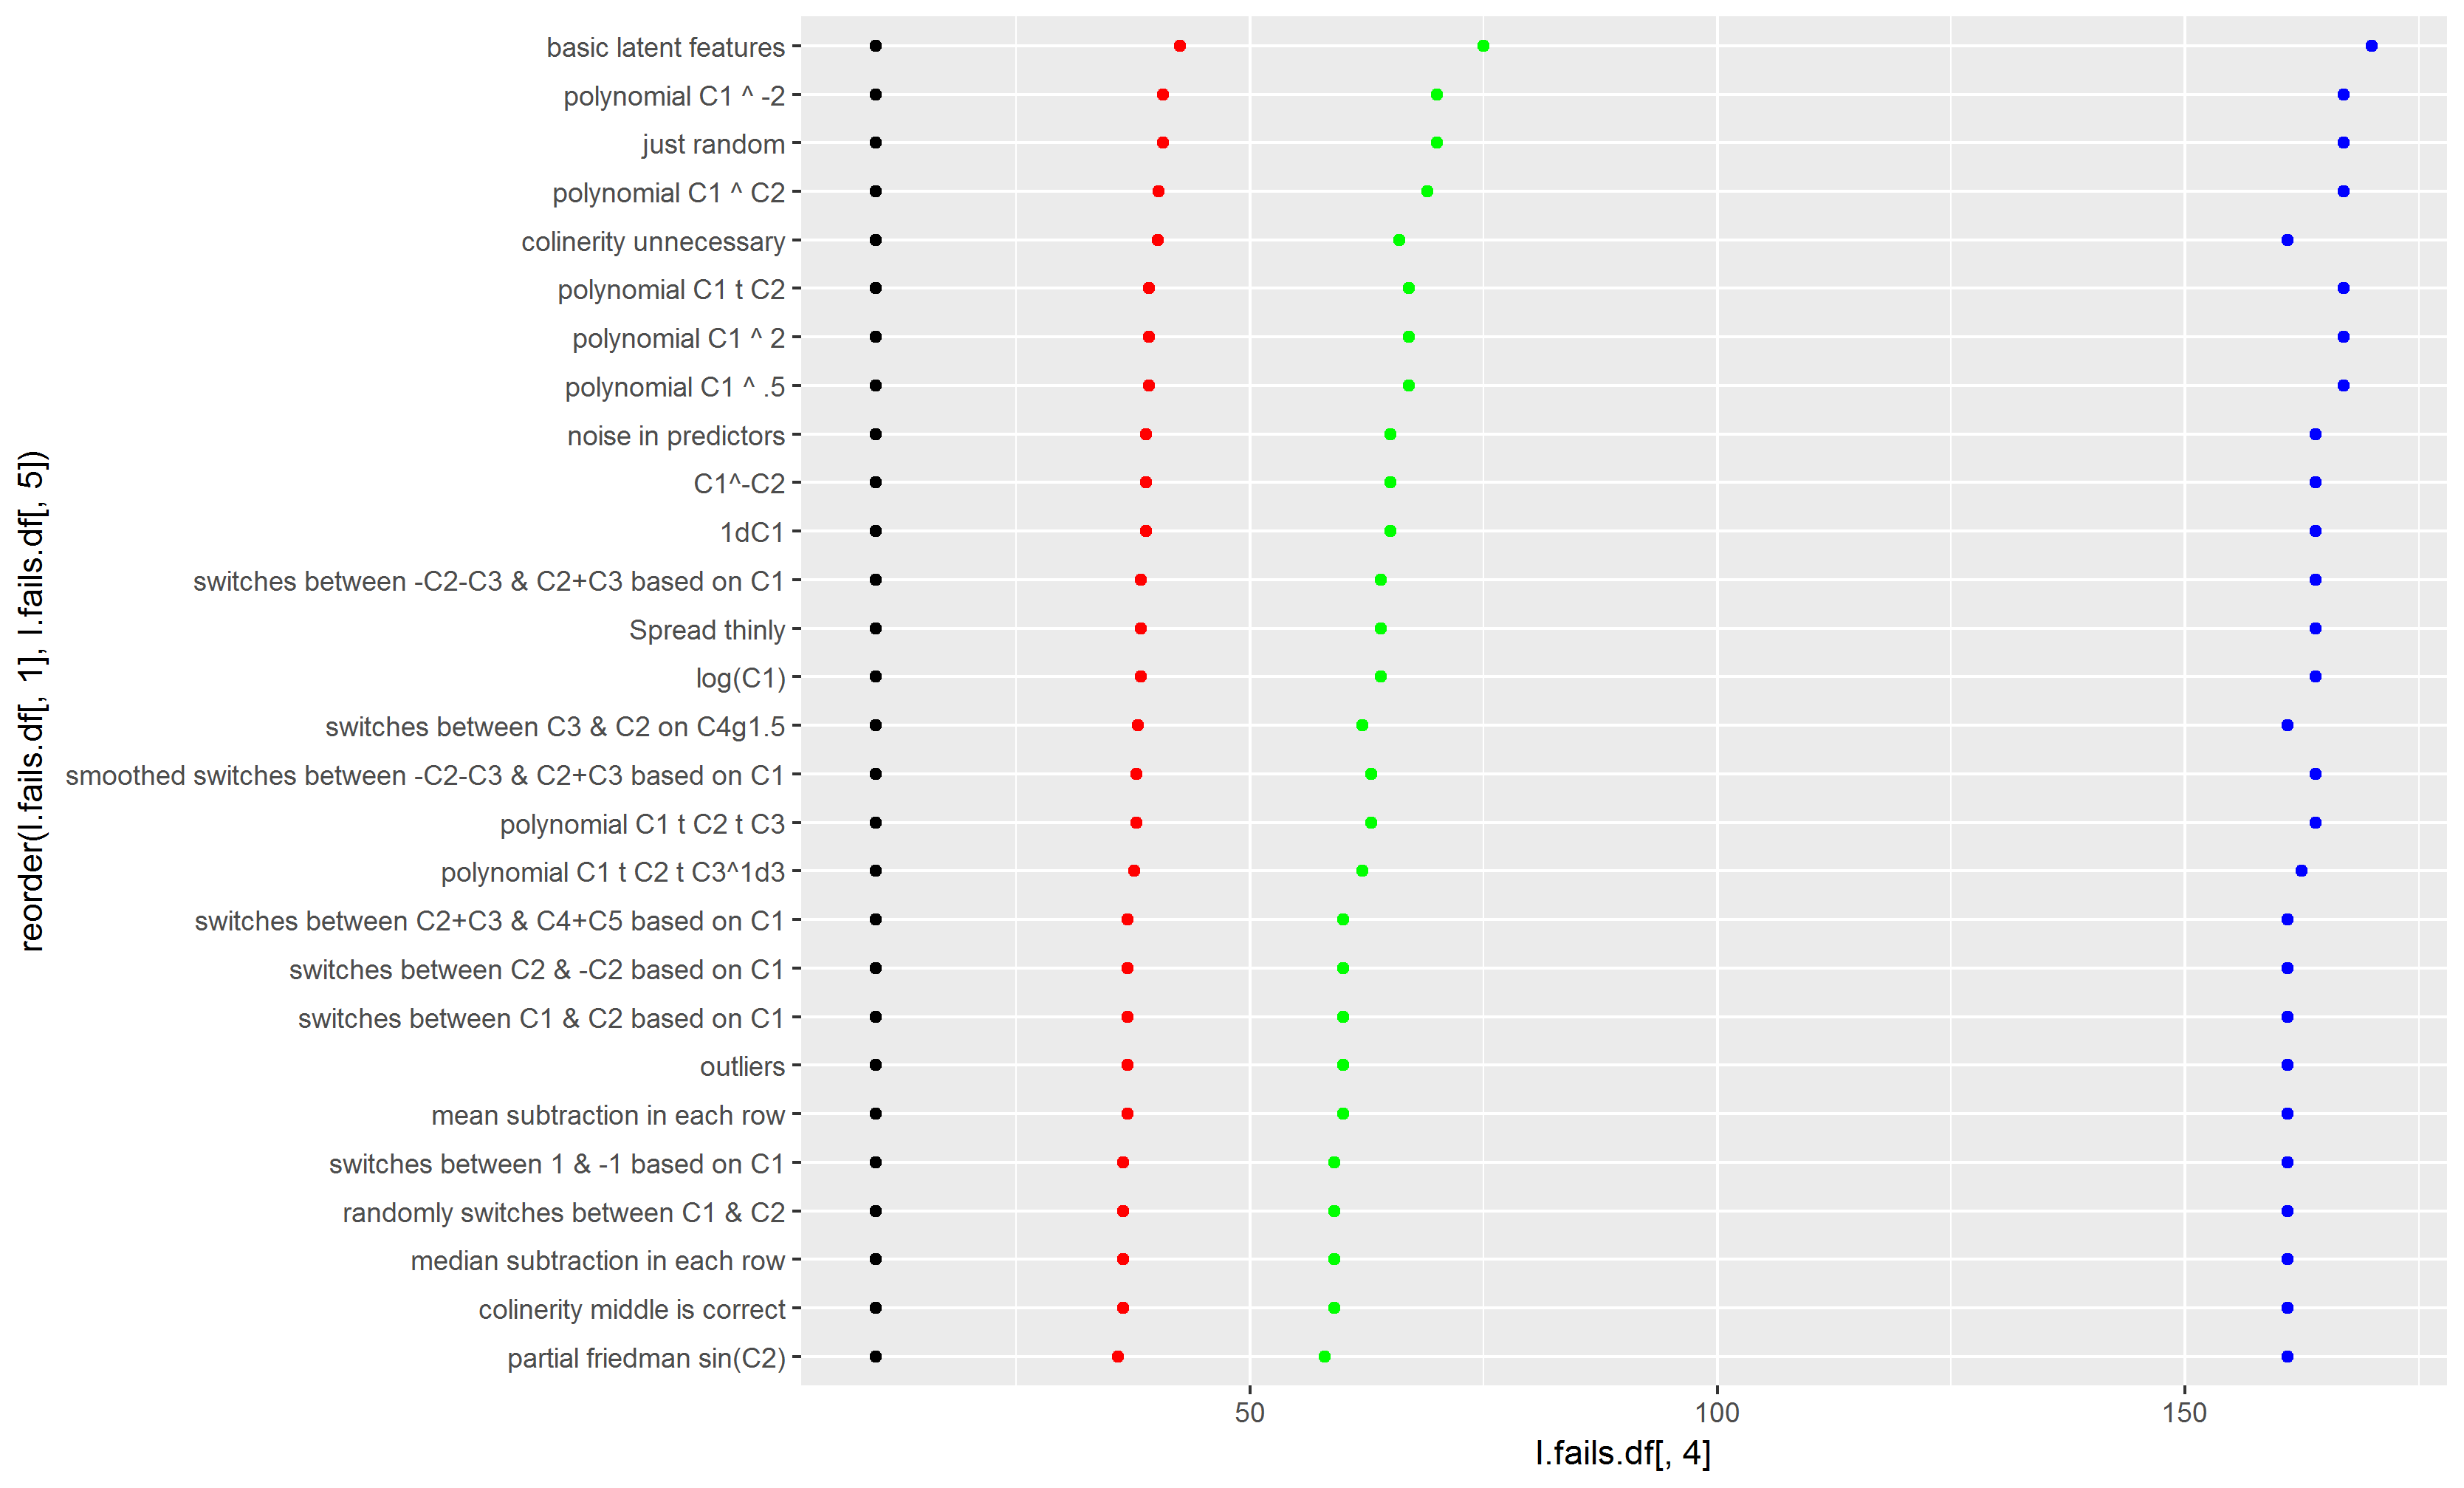 basic latent features
polynomial C1 ^ -2
just random
polynomial C1 ^ C2
colinerity unnecessary
polynomial C1 t C2
polynomial C1 ^ 2
polynomial C1 ^ .5
noise in predictors
C1^-C2
1dC1
switches between -C2-C3 & C2+C3 based on C1
Spread thinly
log(C1)
switches between C3 & C2 on C4g1.5
smoothed switches between -C2-C3 & C2+C3 based on C1
polynomial C1 t C2 t C3
polynomial C1 t C2 t C3^1d3
switches between C2+C3 & C4+C5 based on C1
switches between C2 & -C2 based on C1
switches between C1 & C2 based on C1
outliers
mean subtraction in each row
switches between 1 & -1 based on C1
randomly switches between C1 & C2
median subtraction in each row
colinerity middle is correct
partial friedman sin(C2)
reorder(l.fails.df[, 1], l.fails.df[, 5])
50 100 150
l.fails.df[, 4]